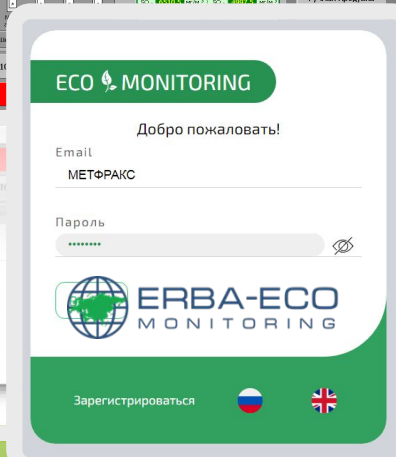 ECO MONITORING
Добро пожаловать!
Email
МЕТФРАКС
Пароль
••••••••
ERBA-ECO
MONITORING
Зарегистрироваться